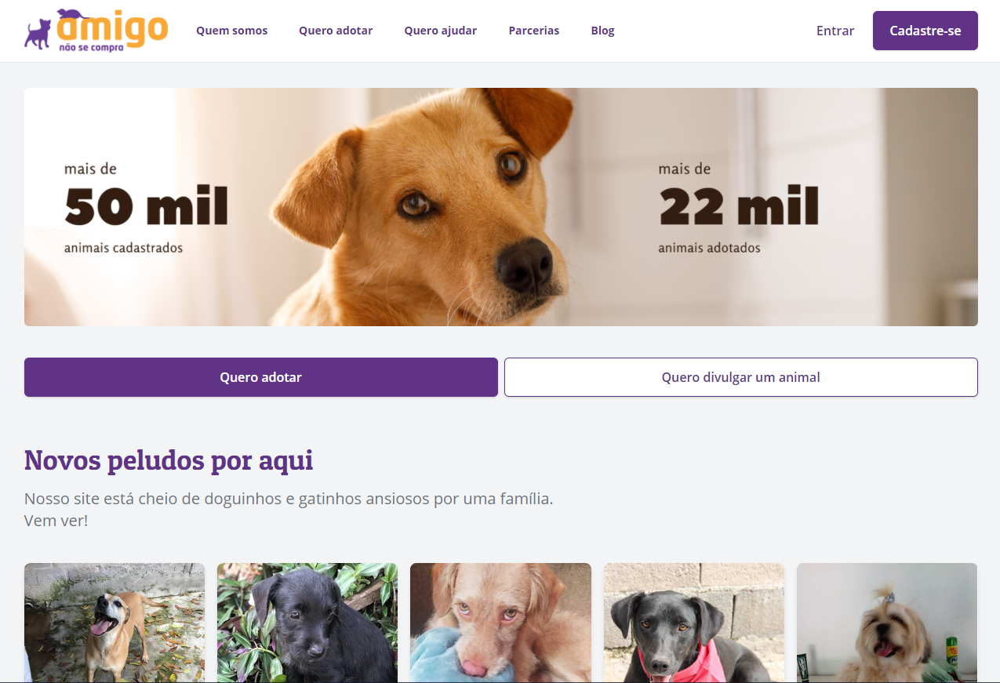 amigo
não se compra
Quem somos
Quero adotar
Quero ajudar
Parcerias
Blog
Entrar
Cadastre-se
mais de
50 mil
animais cadastrados
mais de
22 mil
animais adotados
Quero adotar
Quero divulgar um animal
Novos peludos por aqui
Nosso site está cheio de doguinhos e gatinhos ansiosos por uma família.
Vem ver!